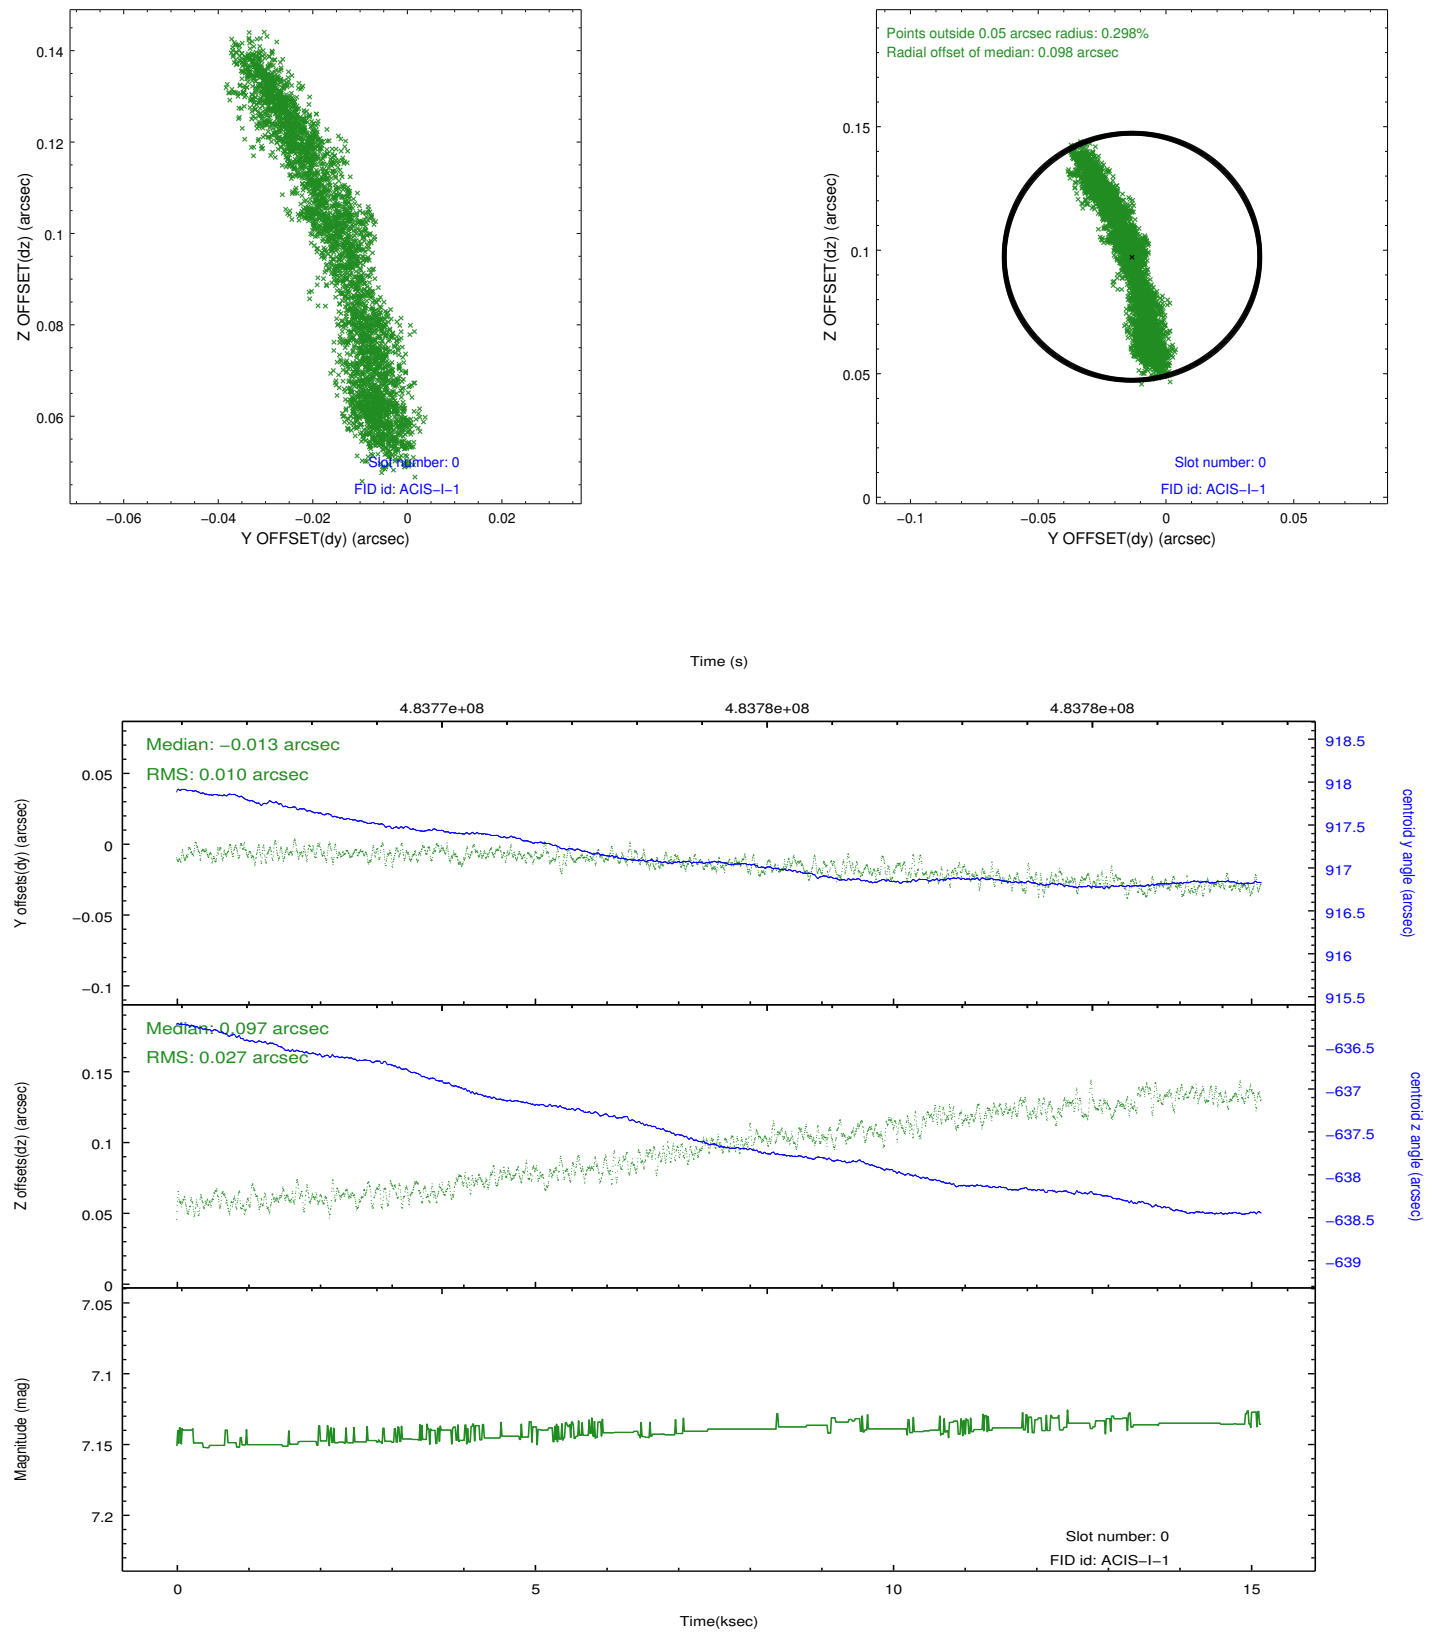 0.14
0.12
0.1
0.08
0.06
−0.06
−0.04
−0.02
0
0.02
Z OFFSET(dz) (arcsec)
Y OFFSET(dy) (arcsec)
Slot number: 0
FID id: ACIS−I−1
Points outside 0.05 arcsec radius: 0.298%
Radial offset of median: 0.098 arcsec
0.15
0.1
0.05
0
−0.1
−0.05
0
0.05
Z OFFSET(dz) (arcsec)
Y OFFSET(dy) (arcsec)
Slot number: 0
FID id: ACIS−I−1
Time (s)
4.8377e+08
4.8378e+08
4.8378e+08
Median: −0.013 arcsec
RMS: 0.010 arcsec
0.05
0
−0.05
−0.1
Y offsets(dy) (arcsec)
918.5
918
917.5
917
916.5
916
915.5
centroid y angle (arcsec)
Median: 0.097 arcsec
RMS: 0.027 arcsec
0.15
0.1
0.05
0
Z offsets(dz) (arcsec)
−636.5
−637
−637.5
−638
−638.5
−639
centroid z angle (arcsec)
7.05
7.1
7.15
7.2
Magnitude (mag)
Slot number: 0
FID id: ACIS−I−1
0
5
10
15
Time(ksec)